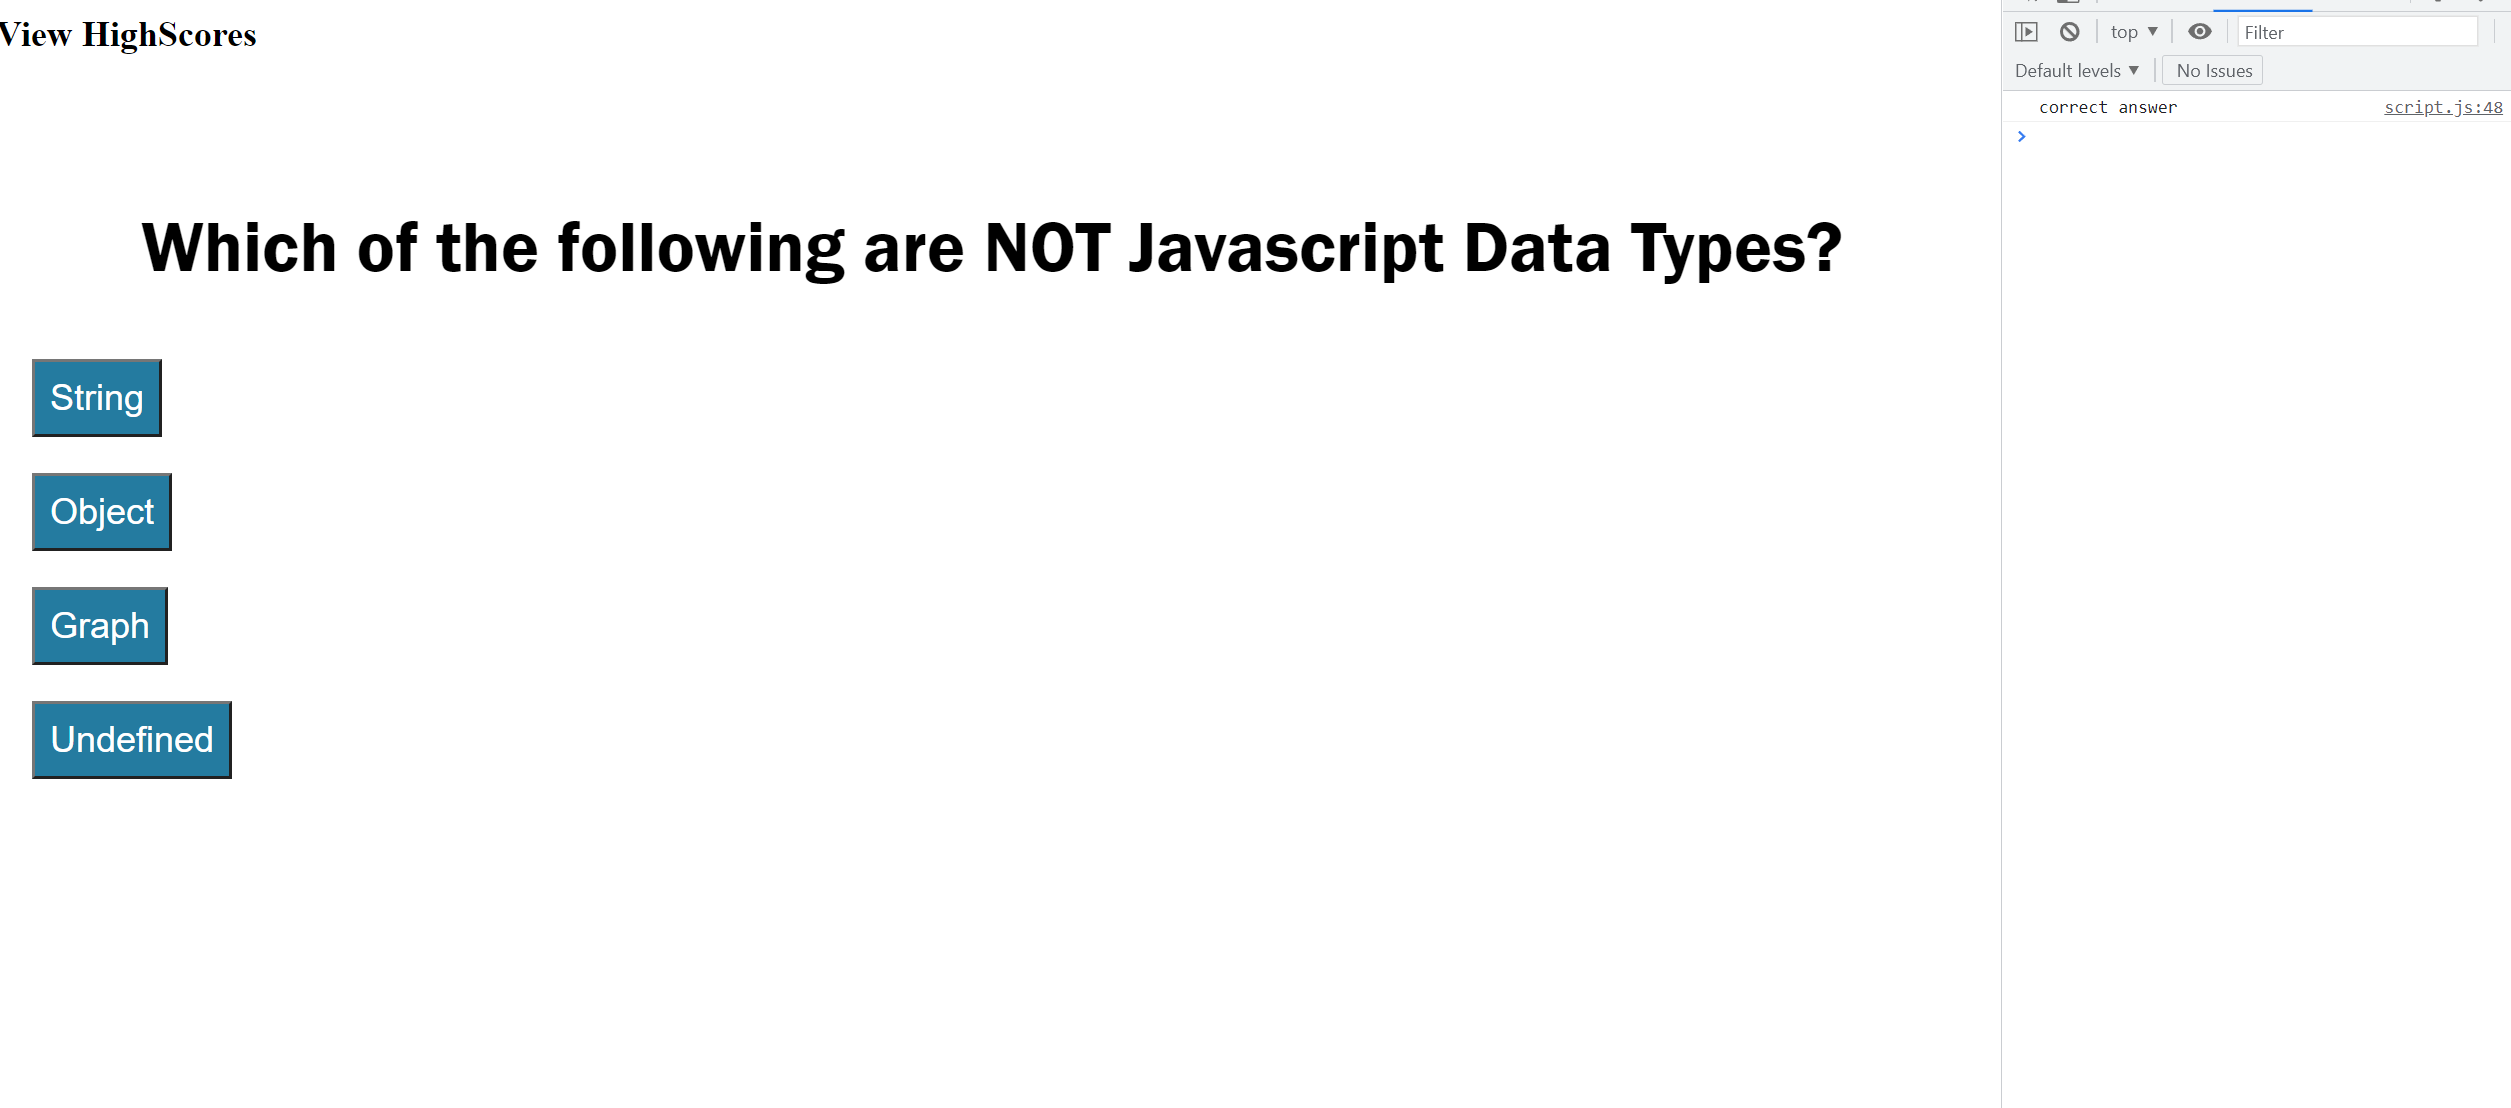 View HighScores
Which of the following are NOT Javascript Data Types?
String
Object
Graph
Undefined
top ▼ Filter
Default levels ▼ No Issues
correct answer script.js:48